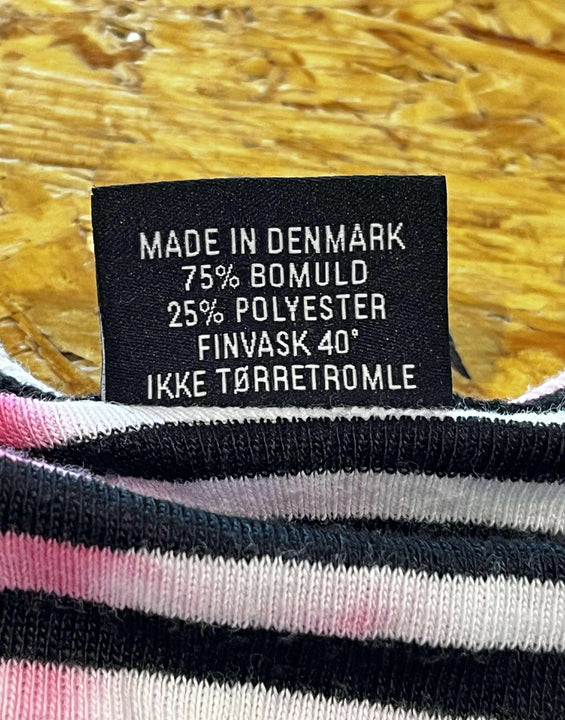 MADE IN DENMARK
75% BOMULD
25% POLYESTER
FINVASK 40°
IKKE TØRRETROMLE